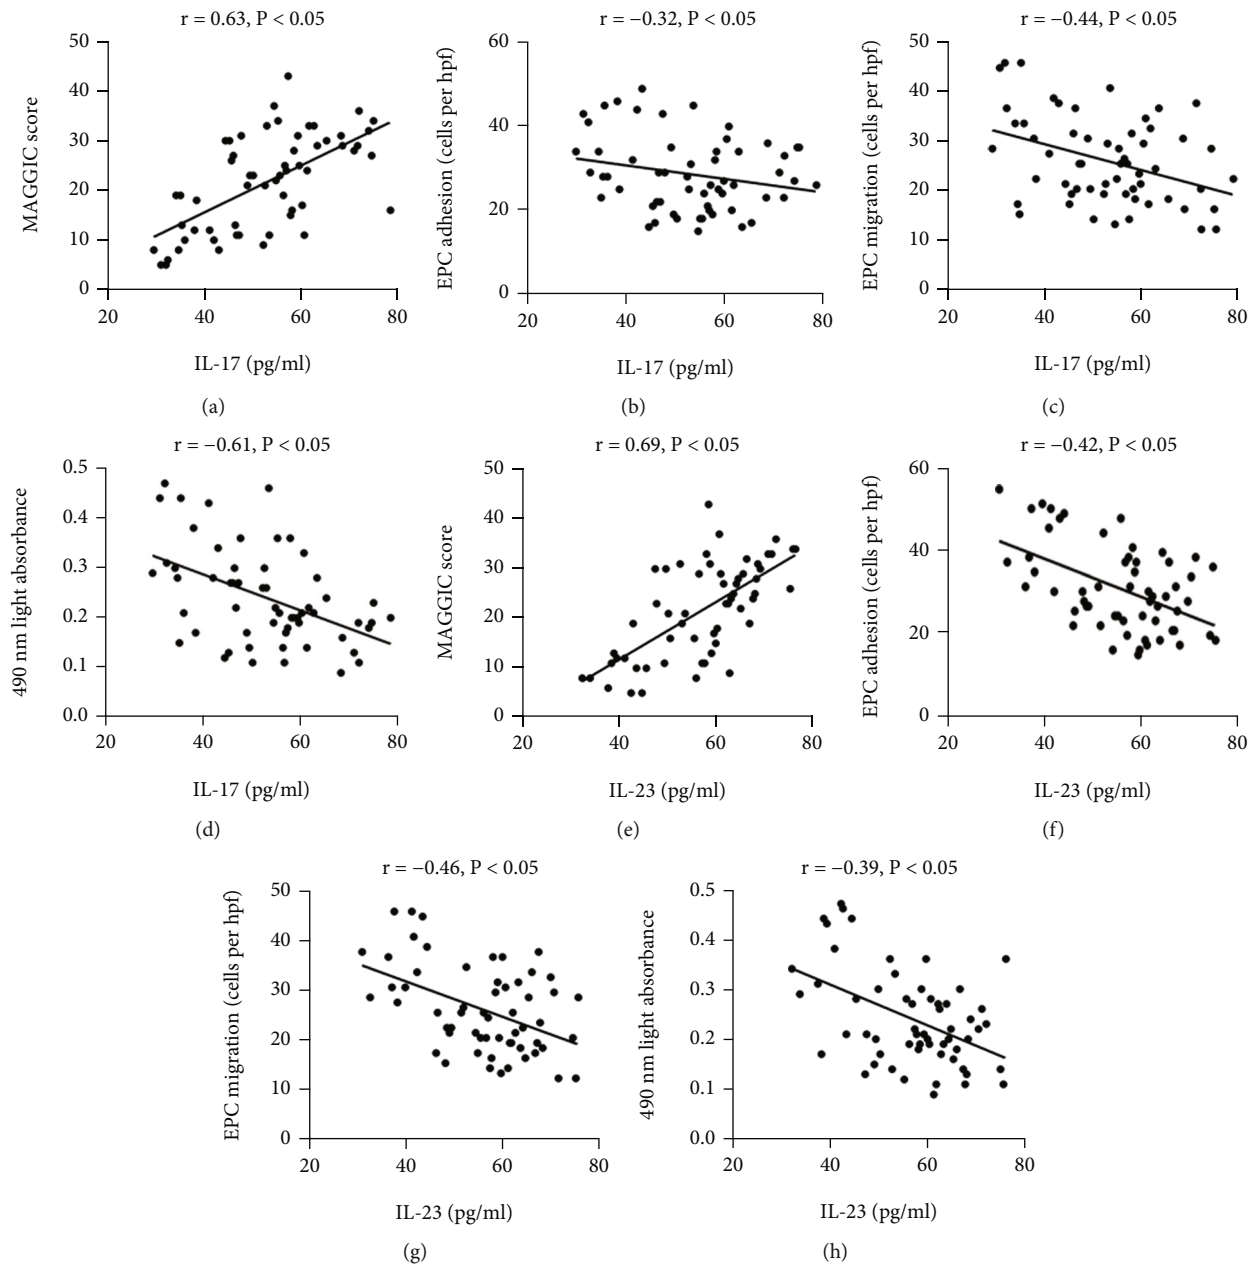 r = 0.63, P < 0.05
MAGGIC score
50
40
30
20
10
0
20
40
60
80
IL-17 (pg/ml)
(a)
r = −0.32, P < 0.05
EPC adhesion (cells per hpf)
60
40
20
0
20
40
60
80
IL-17 (pg/ml)
(b)
r = −0.44, P < 0.05
EPC migration (cells per hpf)
50
40
30
20
10
0
20
40
60
80
IL-17 (pg/ml)
(c)
r = −0.61, P < 0.05
490 nm light absorbance
0.5
0.4
0.3
0.2
0.1
0.0
20
40
60
80
IL-17 (pg/ml)
(d)
r = 0.69, P < 0.05
MAGGIC score
50
40
30
20
10
0
20
40
60
80
IL-23 (pg/ml)
(e)
r = −0.42, P < 0.05
EPC adhesion (cells per hpf)
60
40
20
0
20
40
60
80
IL-23 (pg/ml)
(f)
r = −0.46, P < 0.05
EPC migration (cells per hpf)
50
40
30
20
10
0
20
40
60
80
IL-23 (pg/ml)
(g)
r = −0.39, P < 0.05
490 nm light absorbance
0.5
0.4
0.3
0.2
0.1
0.0
20
40
60
80
IL-23 (pg/ml)
(h)